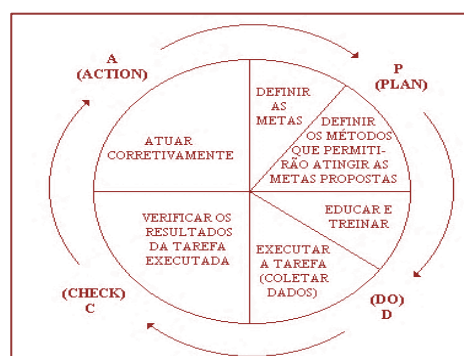 A
(ACTION)
P
(PLAN)
DEFINIR
AS
METAS
DEFINIR
OS MÉTODOS
QUE PERMITI-
RÃO ATINGIR AS
METAS PROPOSTAS
ATUAR
CORRETIVAMENTE
EDUCAR E
TREINAR
VERIFICAR OS
RESULTADOS
DA TAREFA
EXECUTADA
EXECUTAR
A TAREFA
(COLETAR
DADOS)
(CHECK)
C
(DO)
D